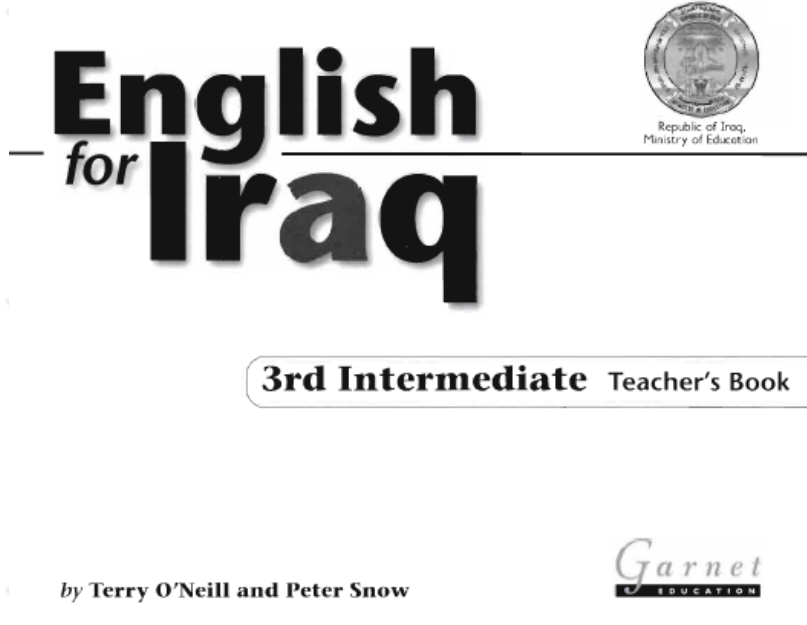 English
for Iraq
Republic of Iraq,
Ministry of Education
3rd Intermediate Teacher's Book
by Terry O'Neill and Peter Snow
Garnet
EDUCATION